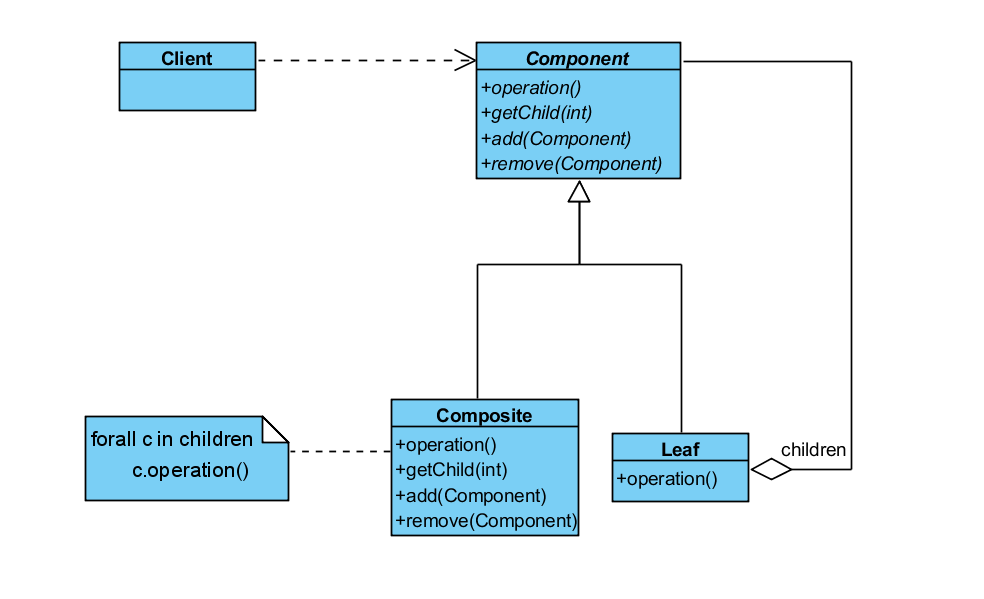 Client
Component
+operation()
+getChild(int)
+add(Component)
+remove(Component)
forall c in children
c.operation()
Composite
+operation()
+getChild(int)
+add(Component)
+remove(Component)
Leaf
+operation()
children